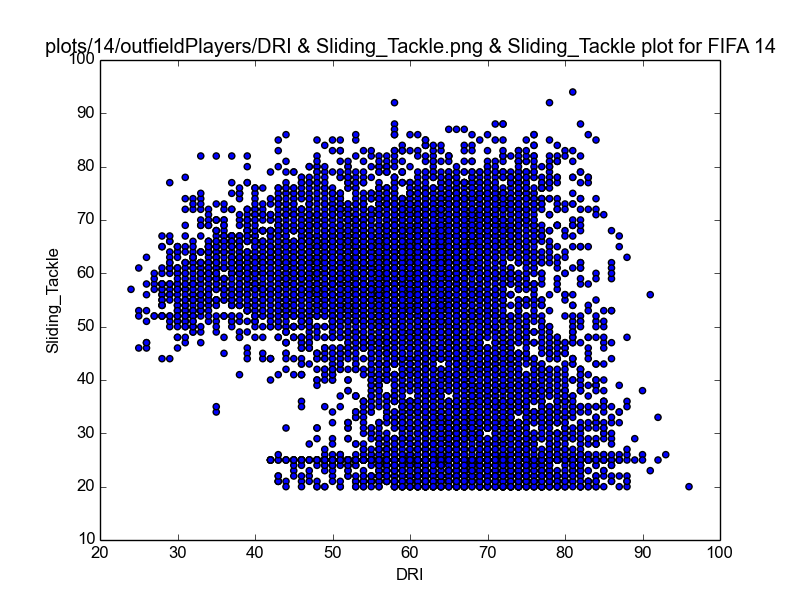 plots/14/outfieldPlayers/DRI & Sliding_Tackle.png & Sliding_Tackle plot for FIFA 14
100
90
80
70
60
50
40
30
20
10
Sliding_Tackle
20 30 40 50 60 70 80 90 100
DRI